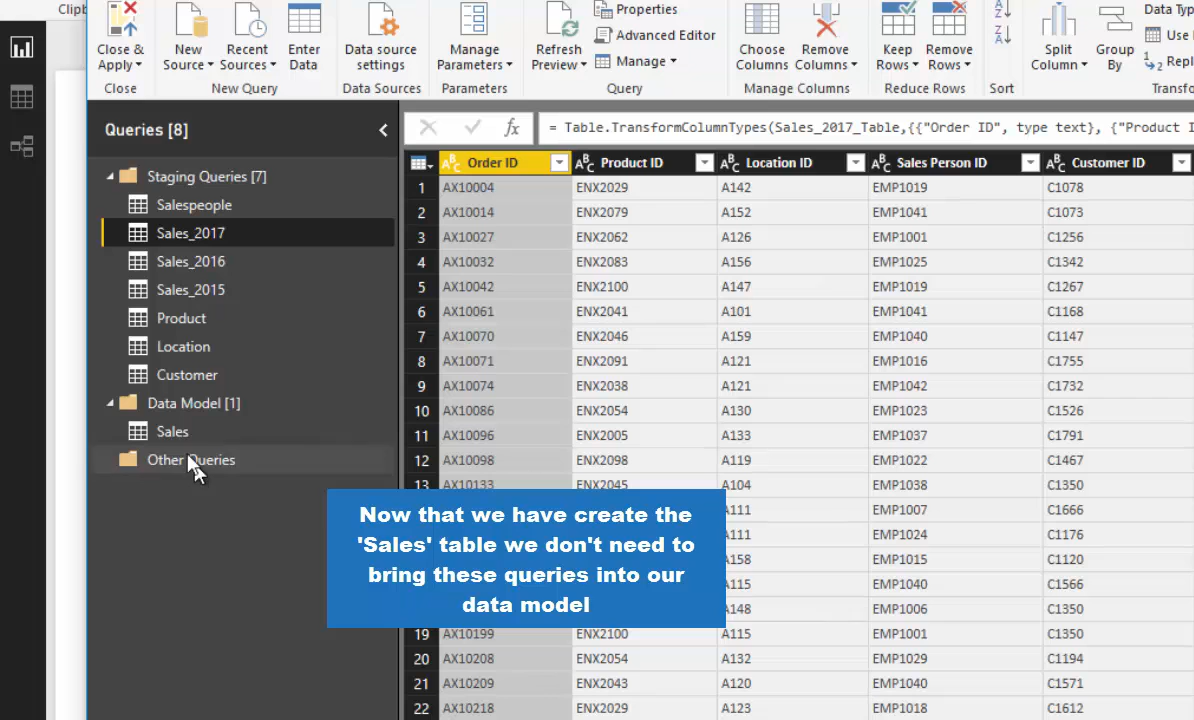 Clipb
Close & Apply
New Source
Recent Sources
Enter Data
Data source settings
Manage Parameters
Refresh Preview
Properties
Advanced Editor
Manage
Choose Columns
Remove Columns
Keep Rows
Remove Rows
Split Column
Group By
Data Typ
Use
Repl
Close
New Query
Data Sources
Parameters
Query
Manage Columns
Reduce Rows
Sort
Transfo
Queries [8]
Staging Queries [7]
Salespeople
Sales_2017
Sales_2016
Sales_2015
Product
Location
Customer
Data Model [1]
Sales
Other Queries
= Table.TransformColumnTypes(Sales_2017_Table,{{"Order ID", type text}, {"Product I
Order ID Product ID Location ID Sales Person ID Customer ID
1 AX10004 ENX2029 A142 EMP1019 C1078
2 AX10014 ENX2079 A152 EMP1041 C1073
3 AX10027 ENX2062 A126 EMP1001 C1256
4 AX10032 ENX2083 A156 EMP1025 C1342
5 AX10042 ENX2100 A147 EMP1019 C1267
6 AX10061 ENX2041 A101 EMP1041 C1168
7 AX10070 ENX2046 A159 EMP1040 C1147
8 AX10071 ENX2091 A121 EMP1016 C1755
9 AX10074 ENX2038 A121 EMP1042 C1732
10 AX10086 ENX2054 A130 EMP1023 C1526
11 AX10096 ENX2005 A133 EMP1037 C1791
12 AX10098 ENX2098 A119 EMP1022 C1467
13 AX10133 ENX2045 A104 EMP1038 C1350
A111 EMP1007 C1666
A111 EMP1024 C1176
A158 EMP1015 C1120
A115 EMP1040 C1566
A148 EMP1006 C1350
19 AX10199 ENX2100 A115 EMP1001 C1350
20 AX10208 ENX2054 A132 EMP1029 C1194
21 AX10209 ENX2043 A120 EMP1040 C1571
22 AX10218 ENX2029 A123 EMP1018 C1612
Now that we have create the
'Sales' table we don't need to
bring these queries into our
data model